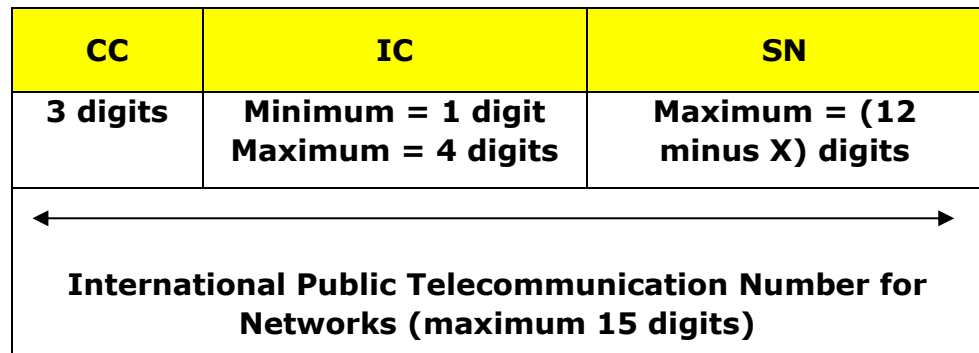 CC IC SN
3 digits Minimum = 1 digit Maximum = (12
Maximum = 4 digits minus X) digits
International Public Telecommunication Number for
Networks (maximum 15 digits)